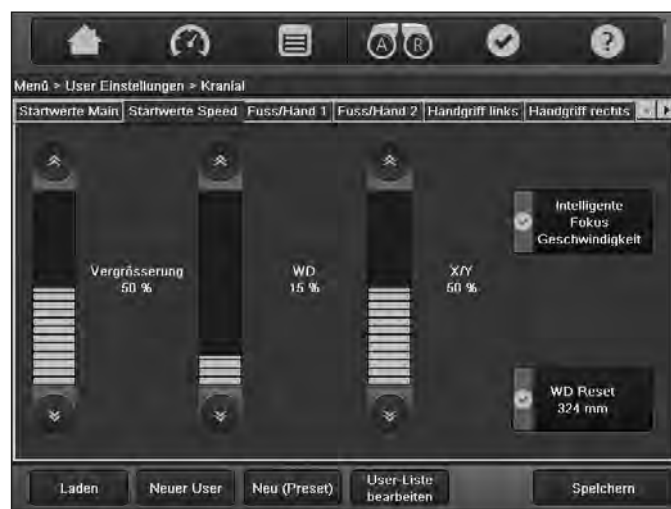 A R ?
Menü > User Einstellungen > Kranial
Startwerte Main Startwerte Speed Fuss/Hand 1 Fuss/Hand 2 Handgriff links Handgriff rechts
Vergrösserung
50 %
WD
15 %
X/Y
50 %
Intelligente
Fokus
Geschwindigkeit
WD Reset
324 mm
Laden Neuer User Neu (Preset) User-Liste
bearbeiten Speichern